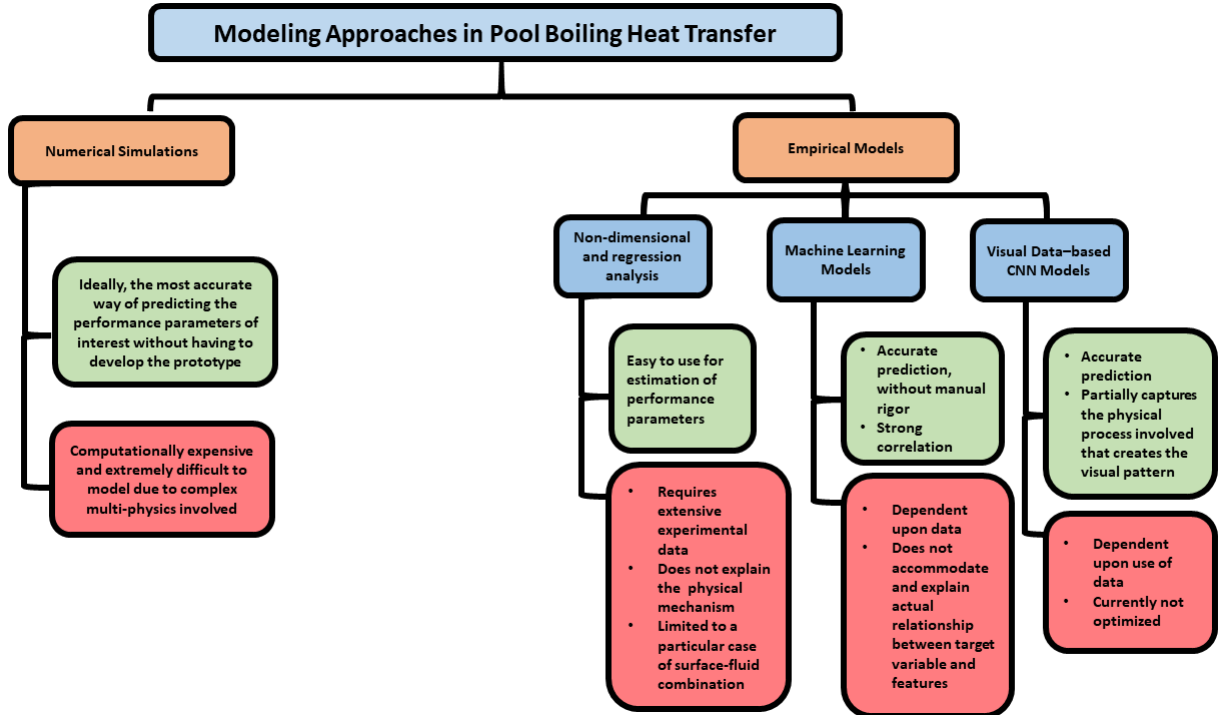 Modeling Approaches in Pool Boiling Heat Transfer
Numerical Simulations
Empirical Models
Non-dimensional
and regression
analysis
Machine Learning
Models
Visual Data–based
CNN Models
Ideally, the most accurate
way of predicting the
performance parameters of
interest without having to
develop the prototype
Easy to use for
estimation of
performance
parameters
• Accurate
prediction,
without manual
rigor
• Strong
correlation
• Accurate
prediction
• Partially captures
the physical
process involved
that creates the
visual pattern
Computationally expensive
and extremely difficult to
model due to complex
multi-physics involved
• Requires
extensive
experimental
data
• Does not explain
the physical
mechanism
• Limited to a
particular case
of surface-fluid
combination
• Dependent
upon data
• Does not
accommodate
and explain
actual
relationship
between target
variable and
features
• Dependent
upon use of
data
• Currently not
optimized